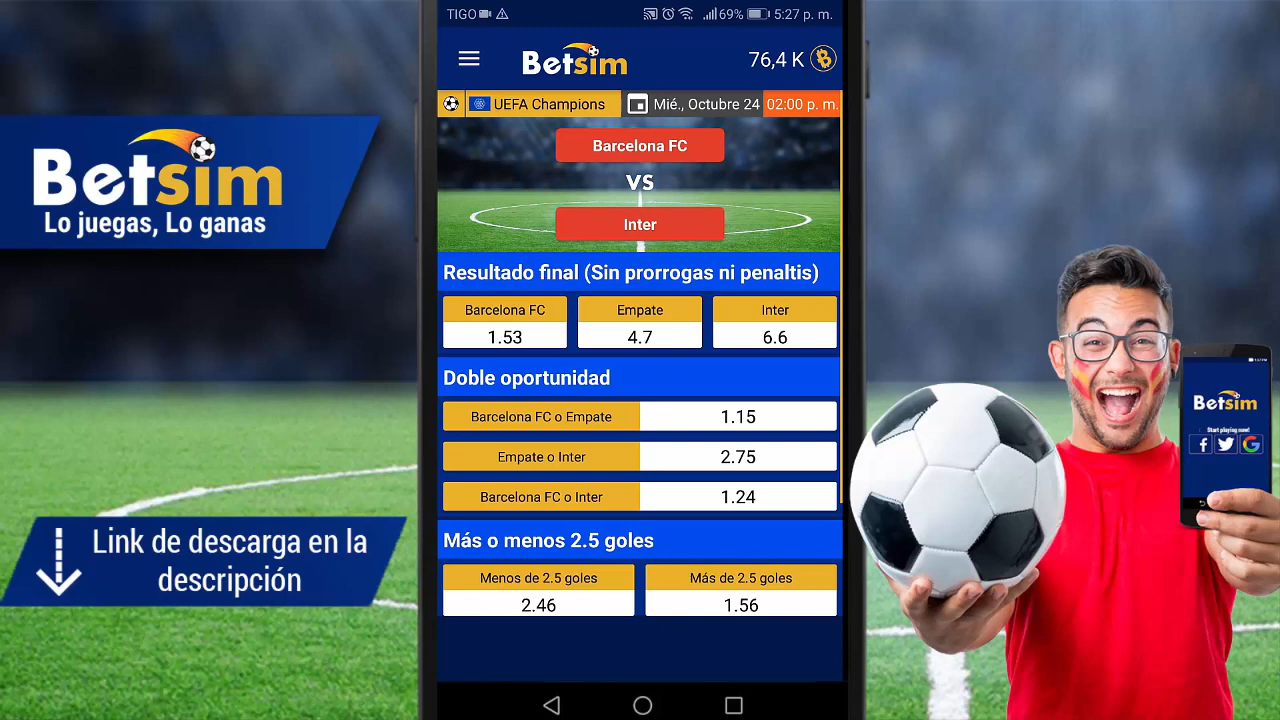 TIGO
69%
5:27 p. m.
Betsim
76,4 K
UEFA Champions
Mié., Octubre 24
02:00 p. m.
Barcelona FC
VS
Inter
Resultado final (Sin prorrogas ni penaltis)
Barcelona FC
Empate
Inter
1.53
4.7
6.6
Doble oportunidad
Barcelona FC o Empate
1.15
Empate o Inter
2.75
Barcelona FC o Inter
1.24
Más o menos 2.5 goles
Menos de 2.5 goles
Más de 2.5 goles
2.46
1.56
Betsim
Lo juegas, Lo ganas
Link de descarga en la
descripción
Betsim
Start playing now!